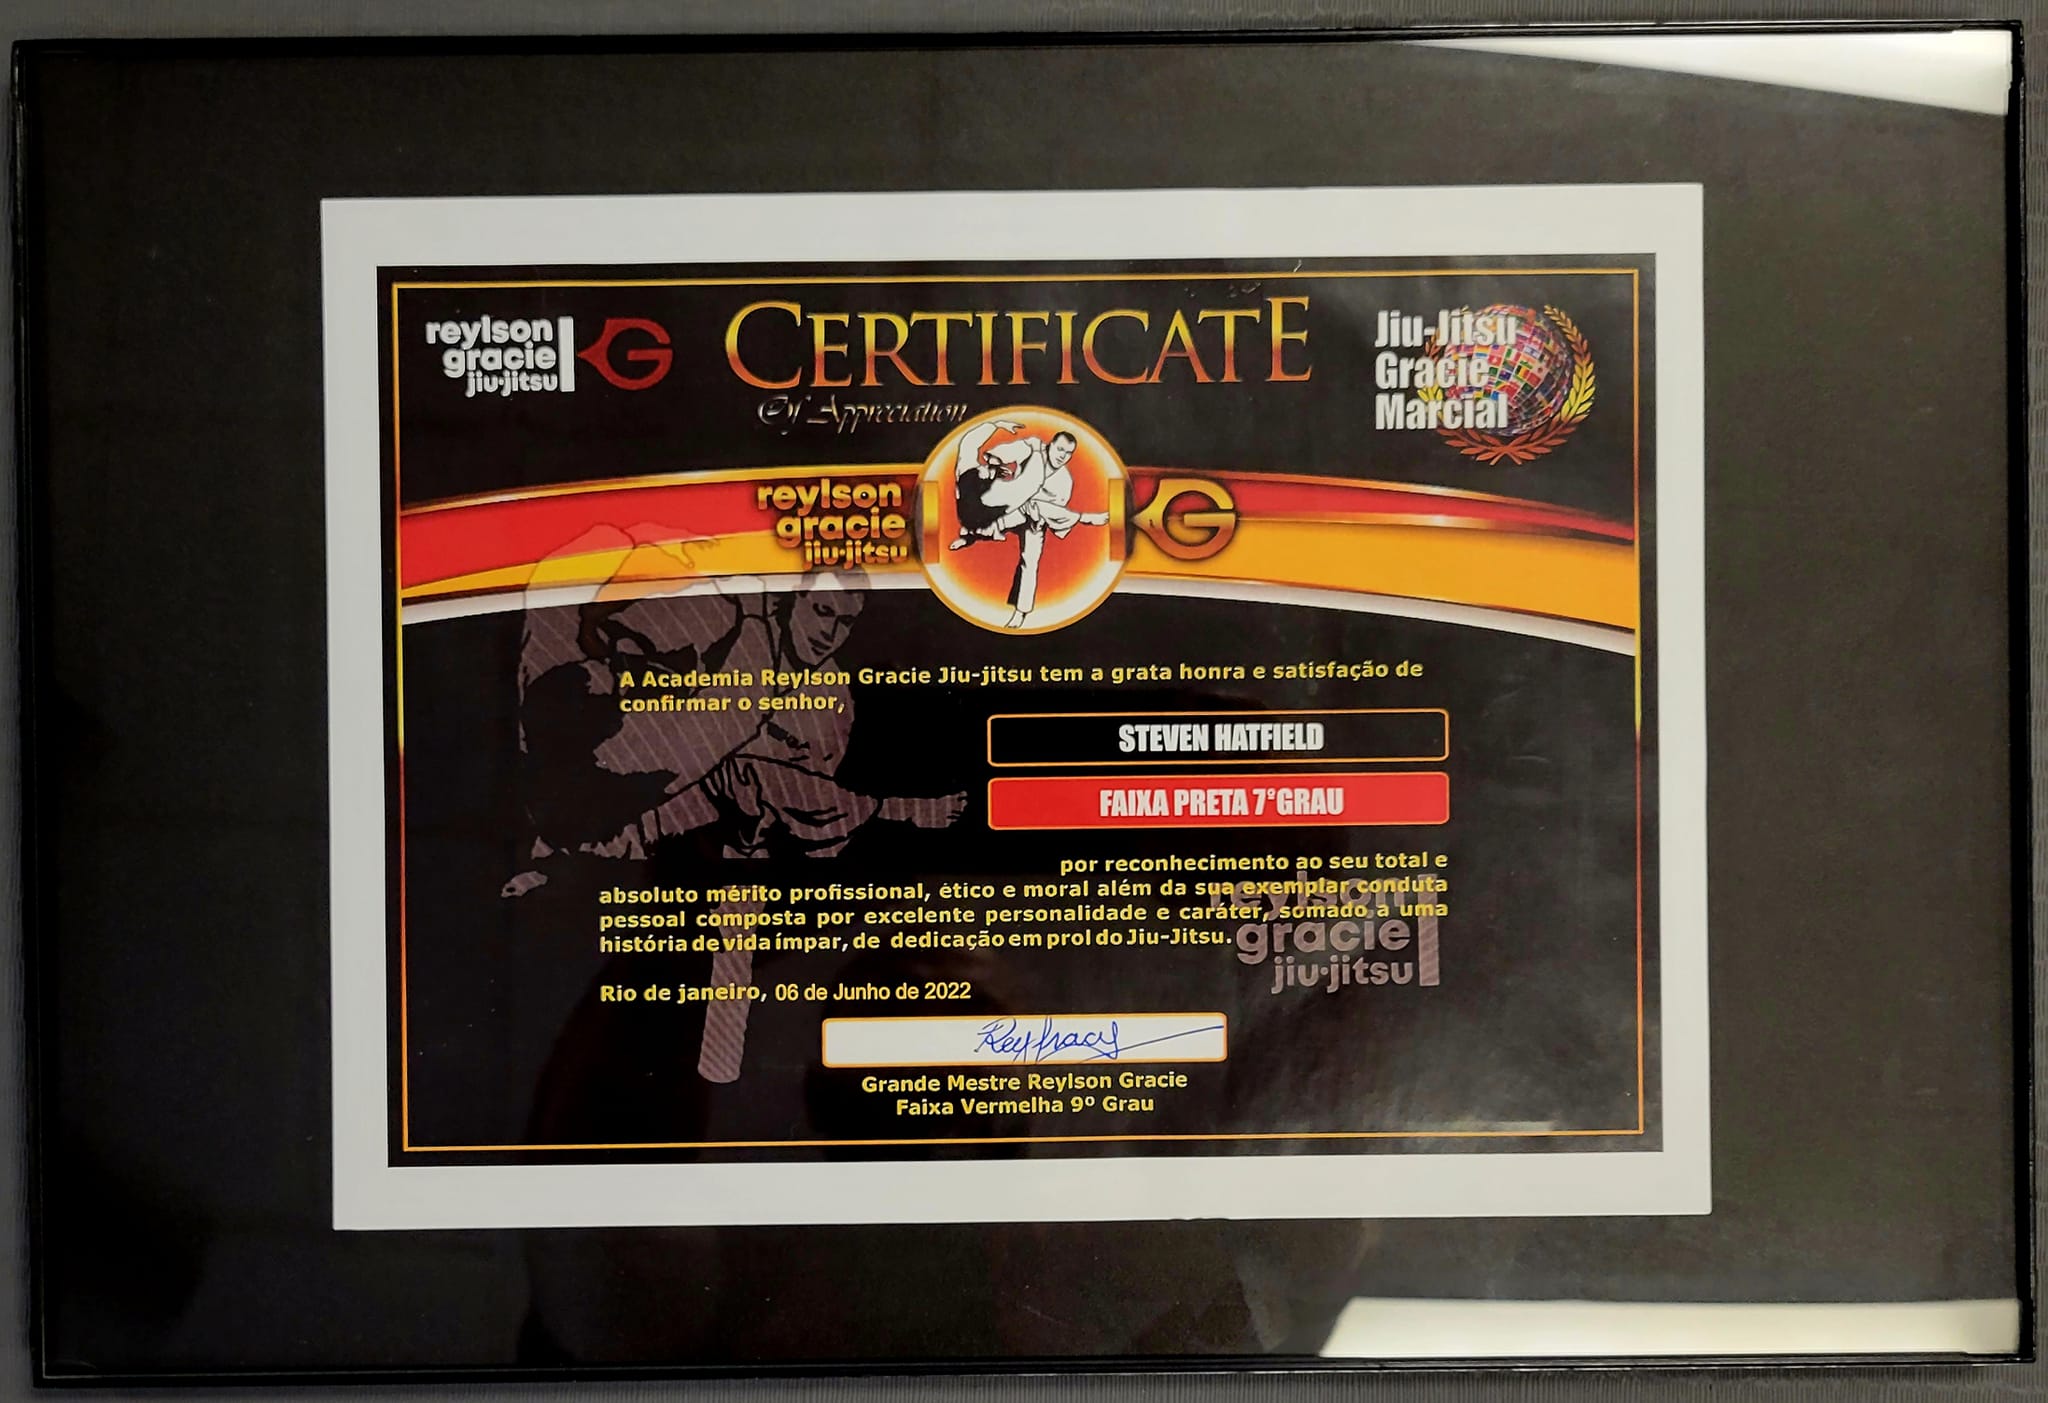 reylson
gracie
jiu-jitsu
G
CERTIFICATE
Of Appreciation
Jiu-Jitsu
Gracie
Marcial
reylson
gracie
jiu-jitsu
G
A Academia Reylson Gracie Jiu-jitsu tem a grata honra e satisfação de
confirmar o senhor,
STEVEN HATFIELD
FAIXA PRETA 7°GRAU
por reconhecimento ao seu total e
absoluto mérito profissional, ético e moral além da sua exemplar conduta
pessoal composta por excelente personalidade e caráter, somado a uma
história de vida ímpar, de dedicação em prol do Jiu-Jitsu.
reylson
gracie
jiu-jitsu
Rio de janeiro, 06 de Junho de 2022
Grande Mestre Reylson Gracie
Faixa Vermelha 9º Grau